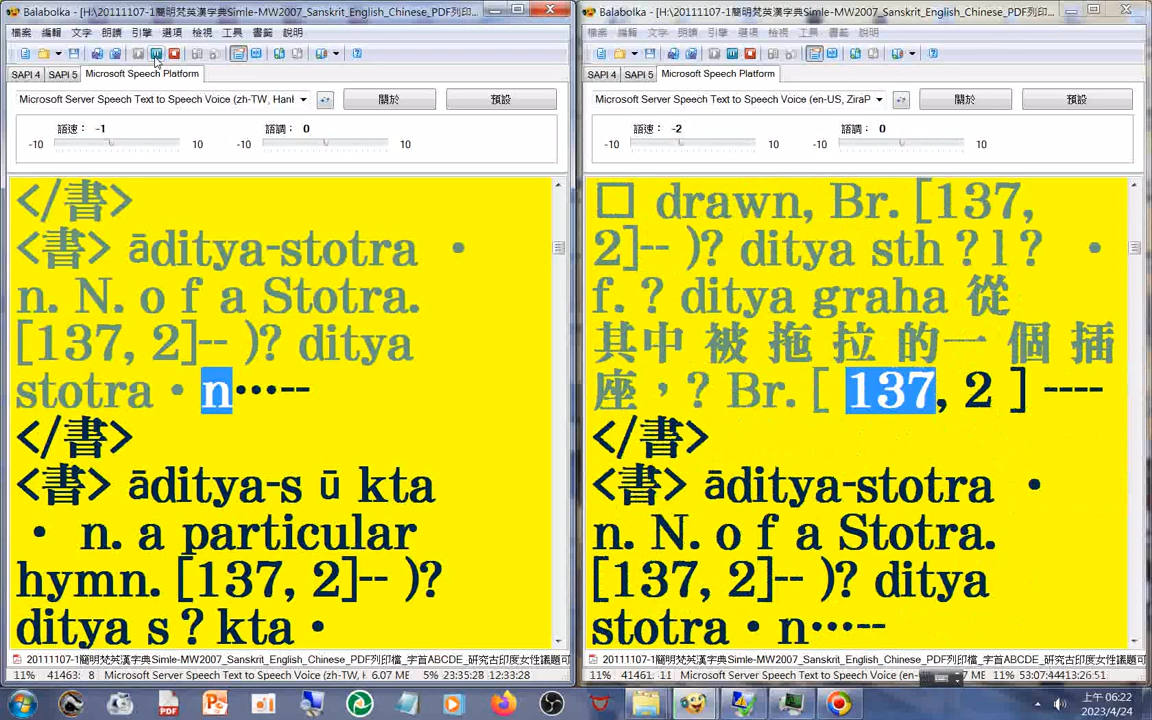 Balabolka - [H:\20111107-1簡明梵英漢字典Simle-MW2007_Sanskrit_English_Chinese_PDF列印...
檔案 編輯 文字 朗讀 引擎 選項 檢視 工具 書籤 說明
SAPI 4 SAPI 5 Microsoft Speech Platform
Microsoft Server Speech Text to Speech Voice (zh-TW, Hanl 關於 預設
語速： -1 語調： 0
-10 10 -10 10
</書>
<書> āditya-stotra •
n. N. o f a Stotra.
[137, 2]-- )? ditya
stotra • n…--
</書>
<書> āditya-s ū kta
• n. a particular
hymn. [137, 2]-- )?
ditya s ? kta •
20111107-1簡明梵英漢字典Simle-MW2007_Sanskrit_English_Chinese_PDF列印檔_字首ABCDE_研究古印度女性議題可
11% 41463: 8 Microsoft Server Speech Text to Speech Voice (zh-TW, H 6.07 ME 5% 23:35:28 12:33:28
Balabolka - [H:\20111107-1簡明梵英漢字典Simle-MW2007_Sanskrit_English_Chinese_PDF列印...
檔案 編輯 文字 朗讀 引擎 選項 檢視 工具 書籤 說明
SAPI 4 SAPI 5 Microsoft Speech Platform
Microsoft Server Speech Text to Speech Voice (en-US, ZiraP 關於 預設
語速： -2 語調： 0
-10 10 -10 10
□ drawn, Br. [137,
2]-- )? ditya sth ? l ? •
f. ? ditya graha 從
其中 被 拖 拉 的一 個 插
座，? Br. [ 137, 2 ] ----
</書>
<書> āditya-stotra •
n. N. o f a Stotra.
[137, 2]-- )? ditya
stotra • n…--
20111107-1簡明梵英漢字典Simle-MW2007_Sanskrit_English_Chinese_PDF列印檔_字首ABCDE_研究古印度女性議題可
11% 41461: 11 Microsoft Server Speech Text to Speech Voice (en-US
上午 06:22
2023/4/24